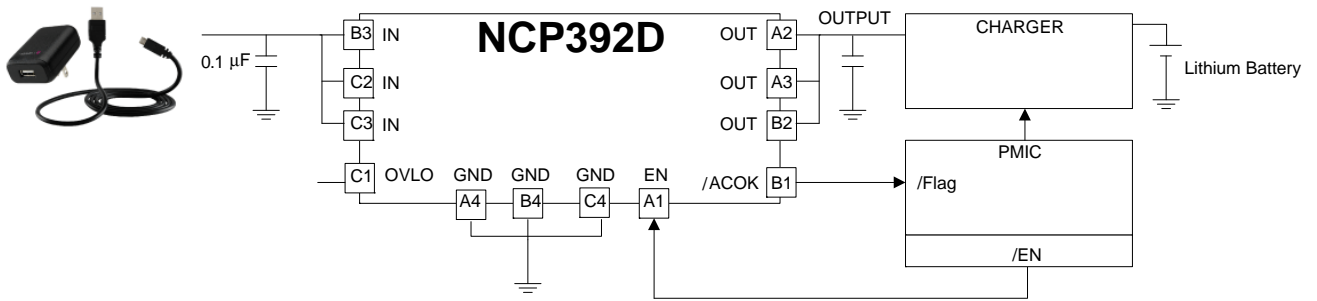 NCP392D
OUTPUT
CHARGER
B3 IN
OUT A2
0.1 μF
Lithium Battery
C2 IN
OUT A3
C3 IN
OUT B2
PMIC
C1 OVLO
GND GND GND EN
/ACOK B1
/Flag
A4 B4 C4 A1
/EN